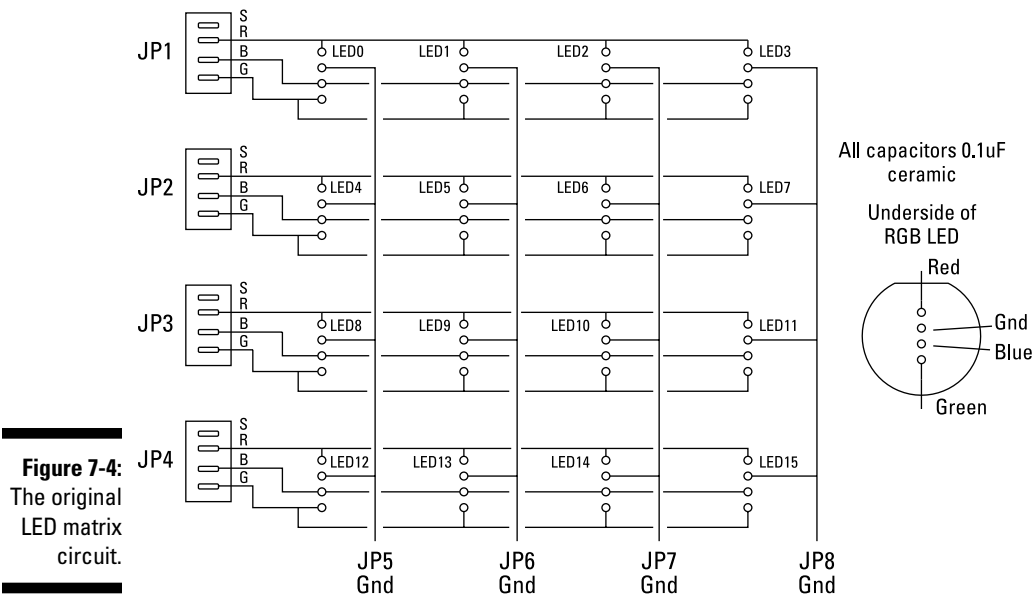 S
R
JP1
B
G
LED0
LED1
LED2
LED3
S
R
JP2
B
G
LED4
LED5
LED6
LED7
S
R
JP3
B
G
LED8
LED9
LED10
LED11
S
R
JP4
B
G
LED12
LED13
LED14
LED15
JP5
Gnd
JP6
Gnd
JP7
Gnd
JP8
Gnd
All capacitors 0.1uF
ceramic
Underside of
RGB LED
Red
Gnd
Blue
Green
Figure 7-4:
The original
LED matrix
circuit.